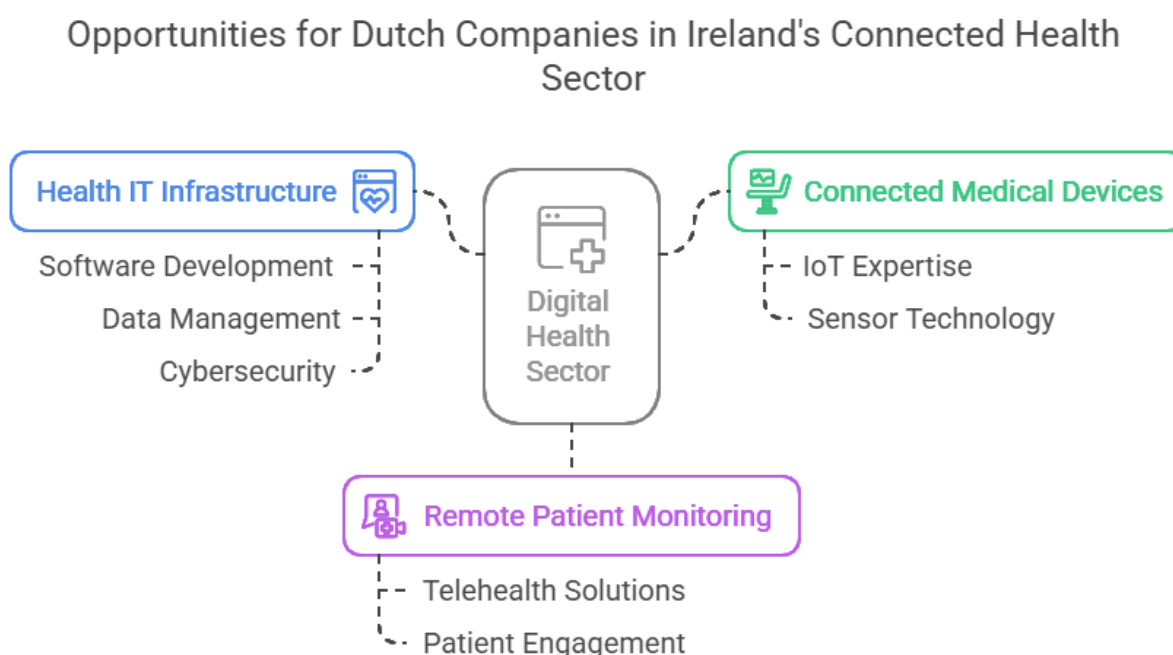 Opportunities for Dutch Companies in Ireland's Connected Health
Sector
Health IT Infrastructure
Software Development
Data Management
Cybersecurity
Digital
Health
Sector
Connected Medical Devices
IoT Expertise
Sensor Technology
Remote Patient Monitoring
Telehealth Solutions
Patient Engagement